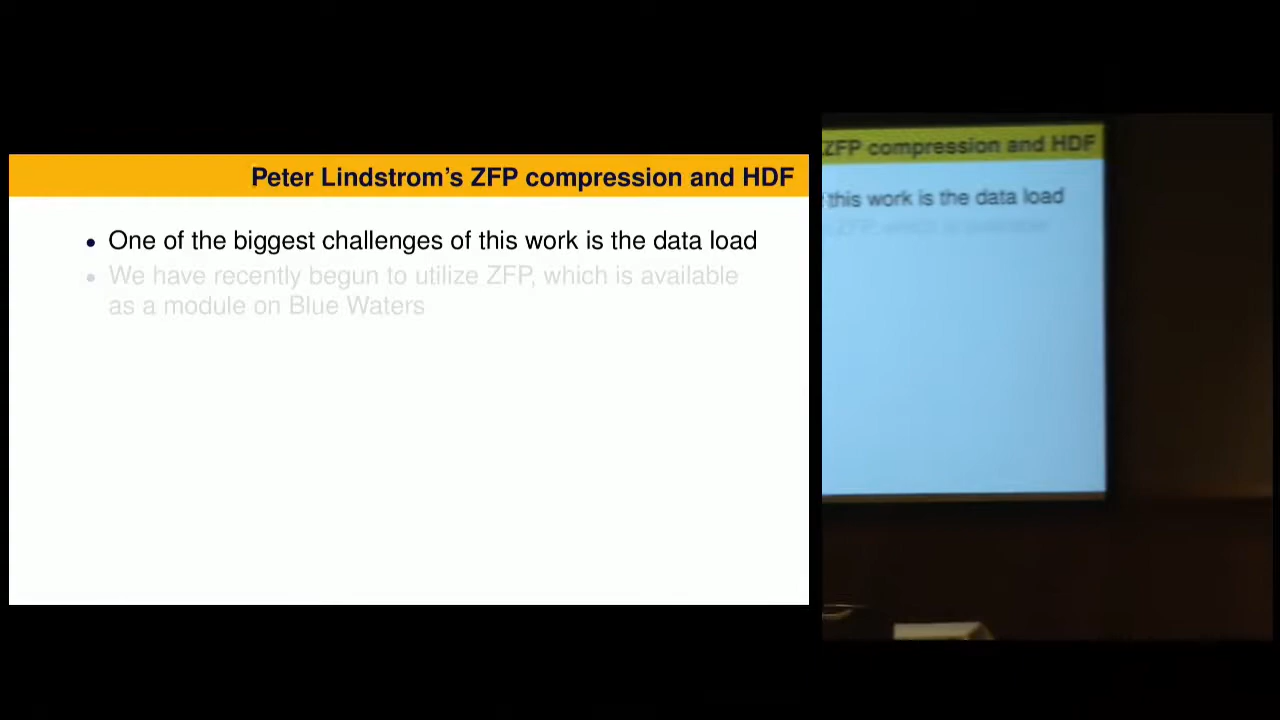 Peter Lindstrom's ZFP compression and HDF
• One of the biggest challenges of this work is the data load
• We have recently begun to utilize ZFP, which is available
as a module on Blue Waters
ZFP compression and HDF
this work is the data load